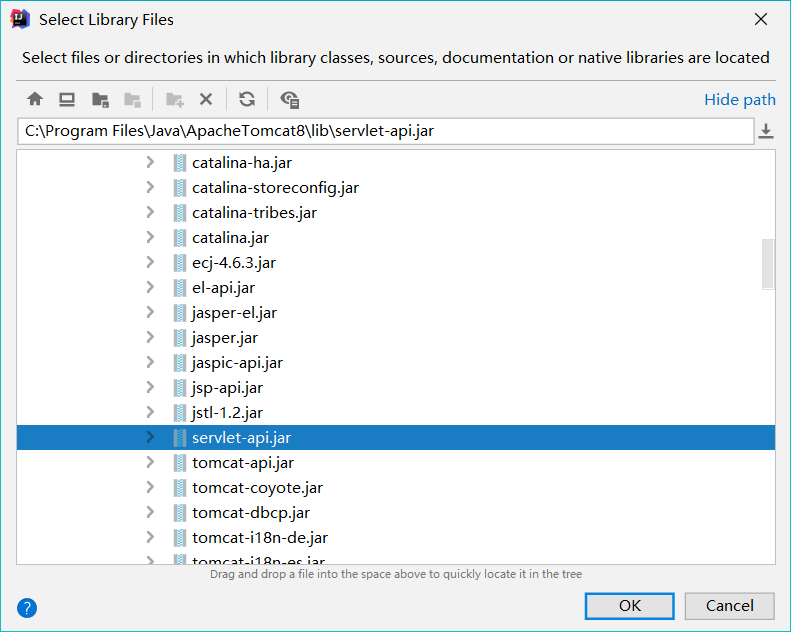 Select Library Files
Select files or directories in which library classes, sources, documentation or native libraries are located
Hide path
C:\Program Files\Java\ApacheTomcat8\lib\servlet-api.jar
catalina-ha.jar
catalina-storeconfig.jar
catalina-tribes.jar
catalina.jar
ecj-4.6.3.jar
el-api.jar
jasper-el.jar
jasper.jar
jaspic-api.jar
jsp-api.jar
jstl-1.2.jar
servlet-api.jar
tomcat-api.jar
tomcat-coyote.jar
tomcat-dbcp.jar
tomcat-i18n-de.jar
tomcat-i18n-es.jar
Drag and drop a file into the space above to quickly locate it in the tree
?
OK
Cancel